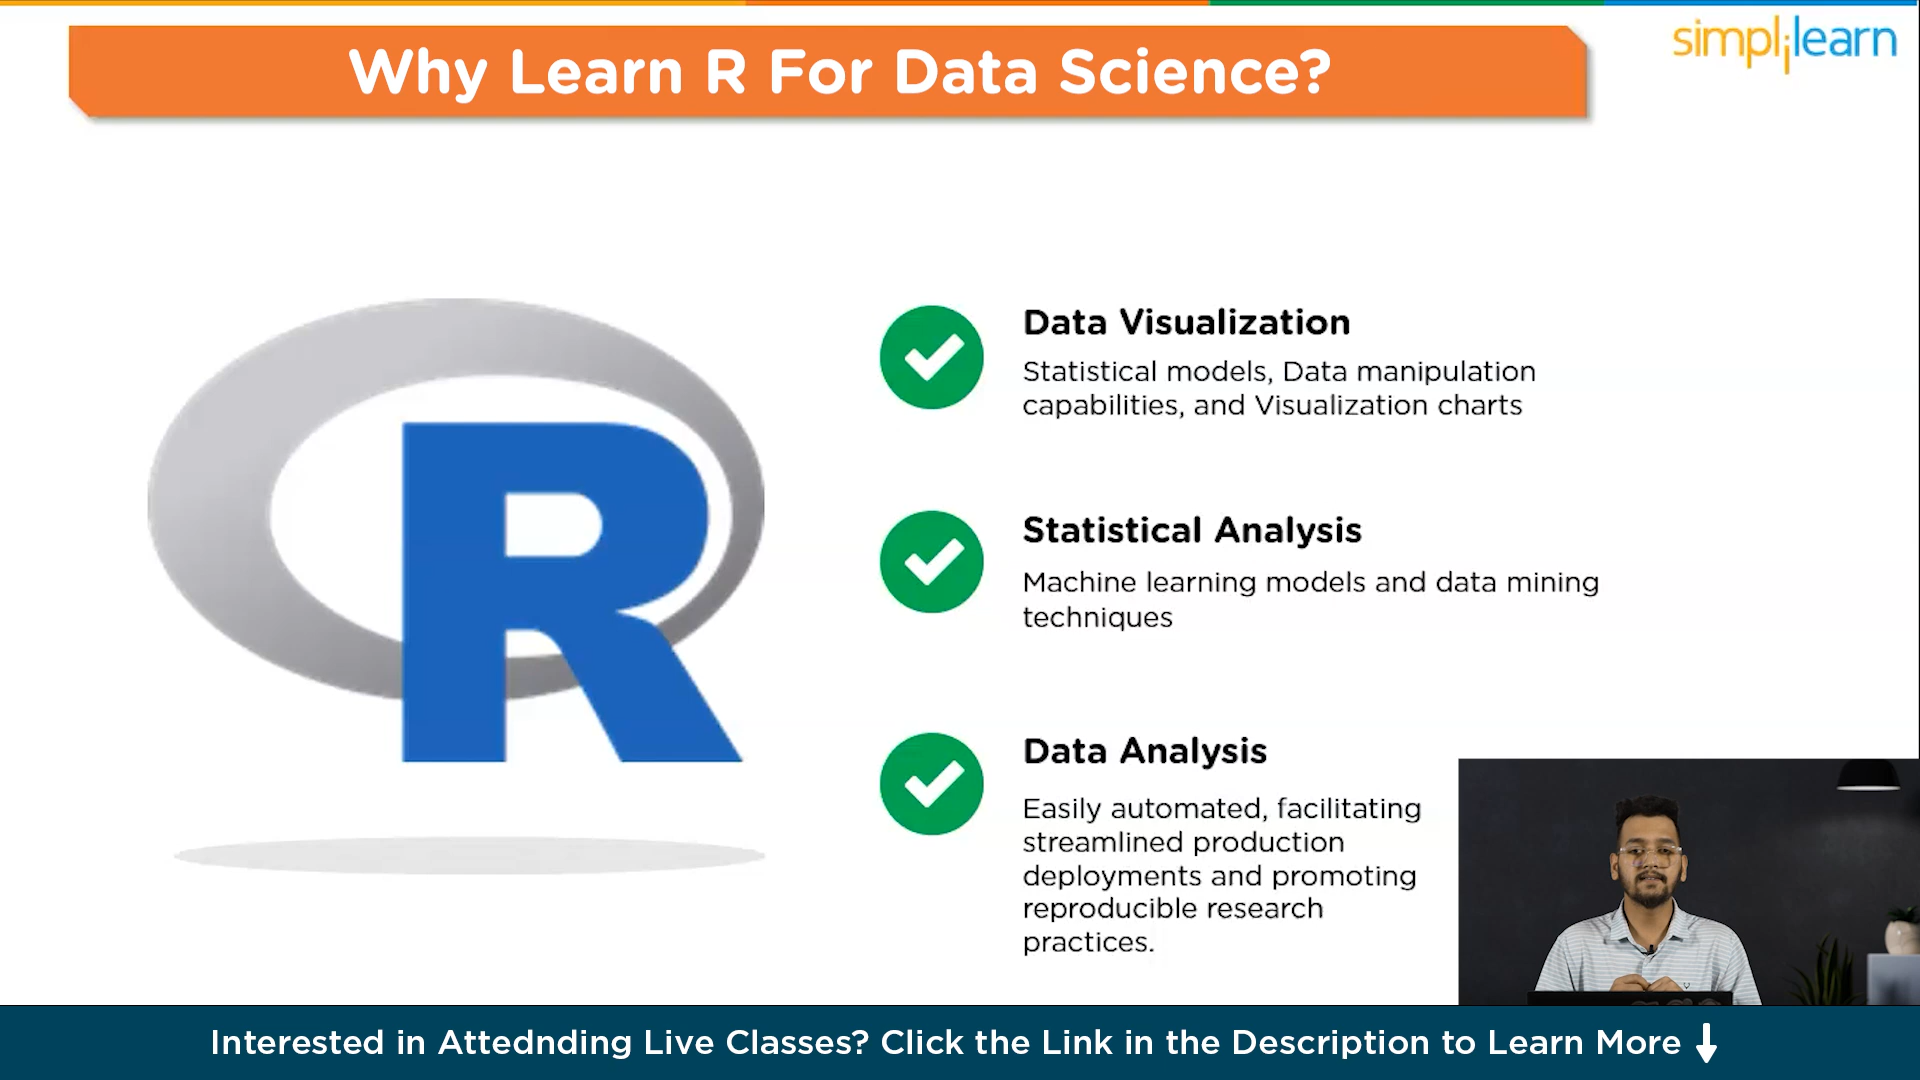 Why Learn R For Data Science?
simplilearn
R
Data Visualization
Statistical models, Data manipulation
capabilities, and Visualization charts
Statistical Analysis
Machine learning models and data mining
techniques
Data Analysis
Easily automated, facilitating
streamlined production
deployments and promoting
reproducible research
practices.
Interested in Attednding Live Classes? Click the Link in the Description to Learn More